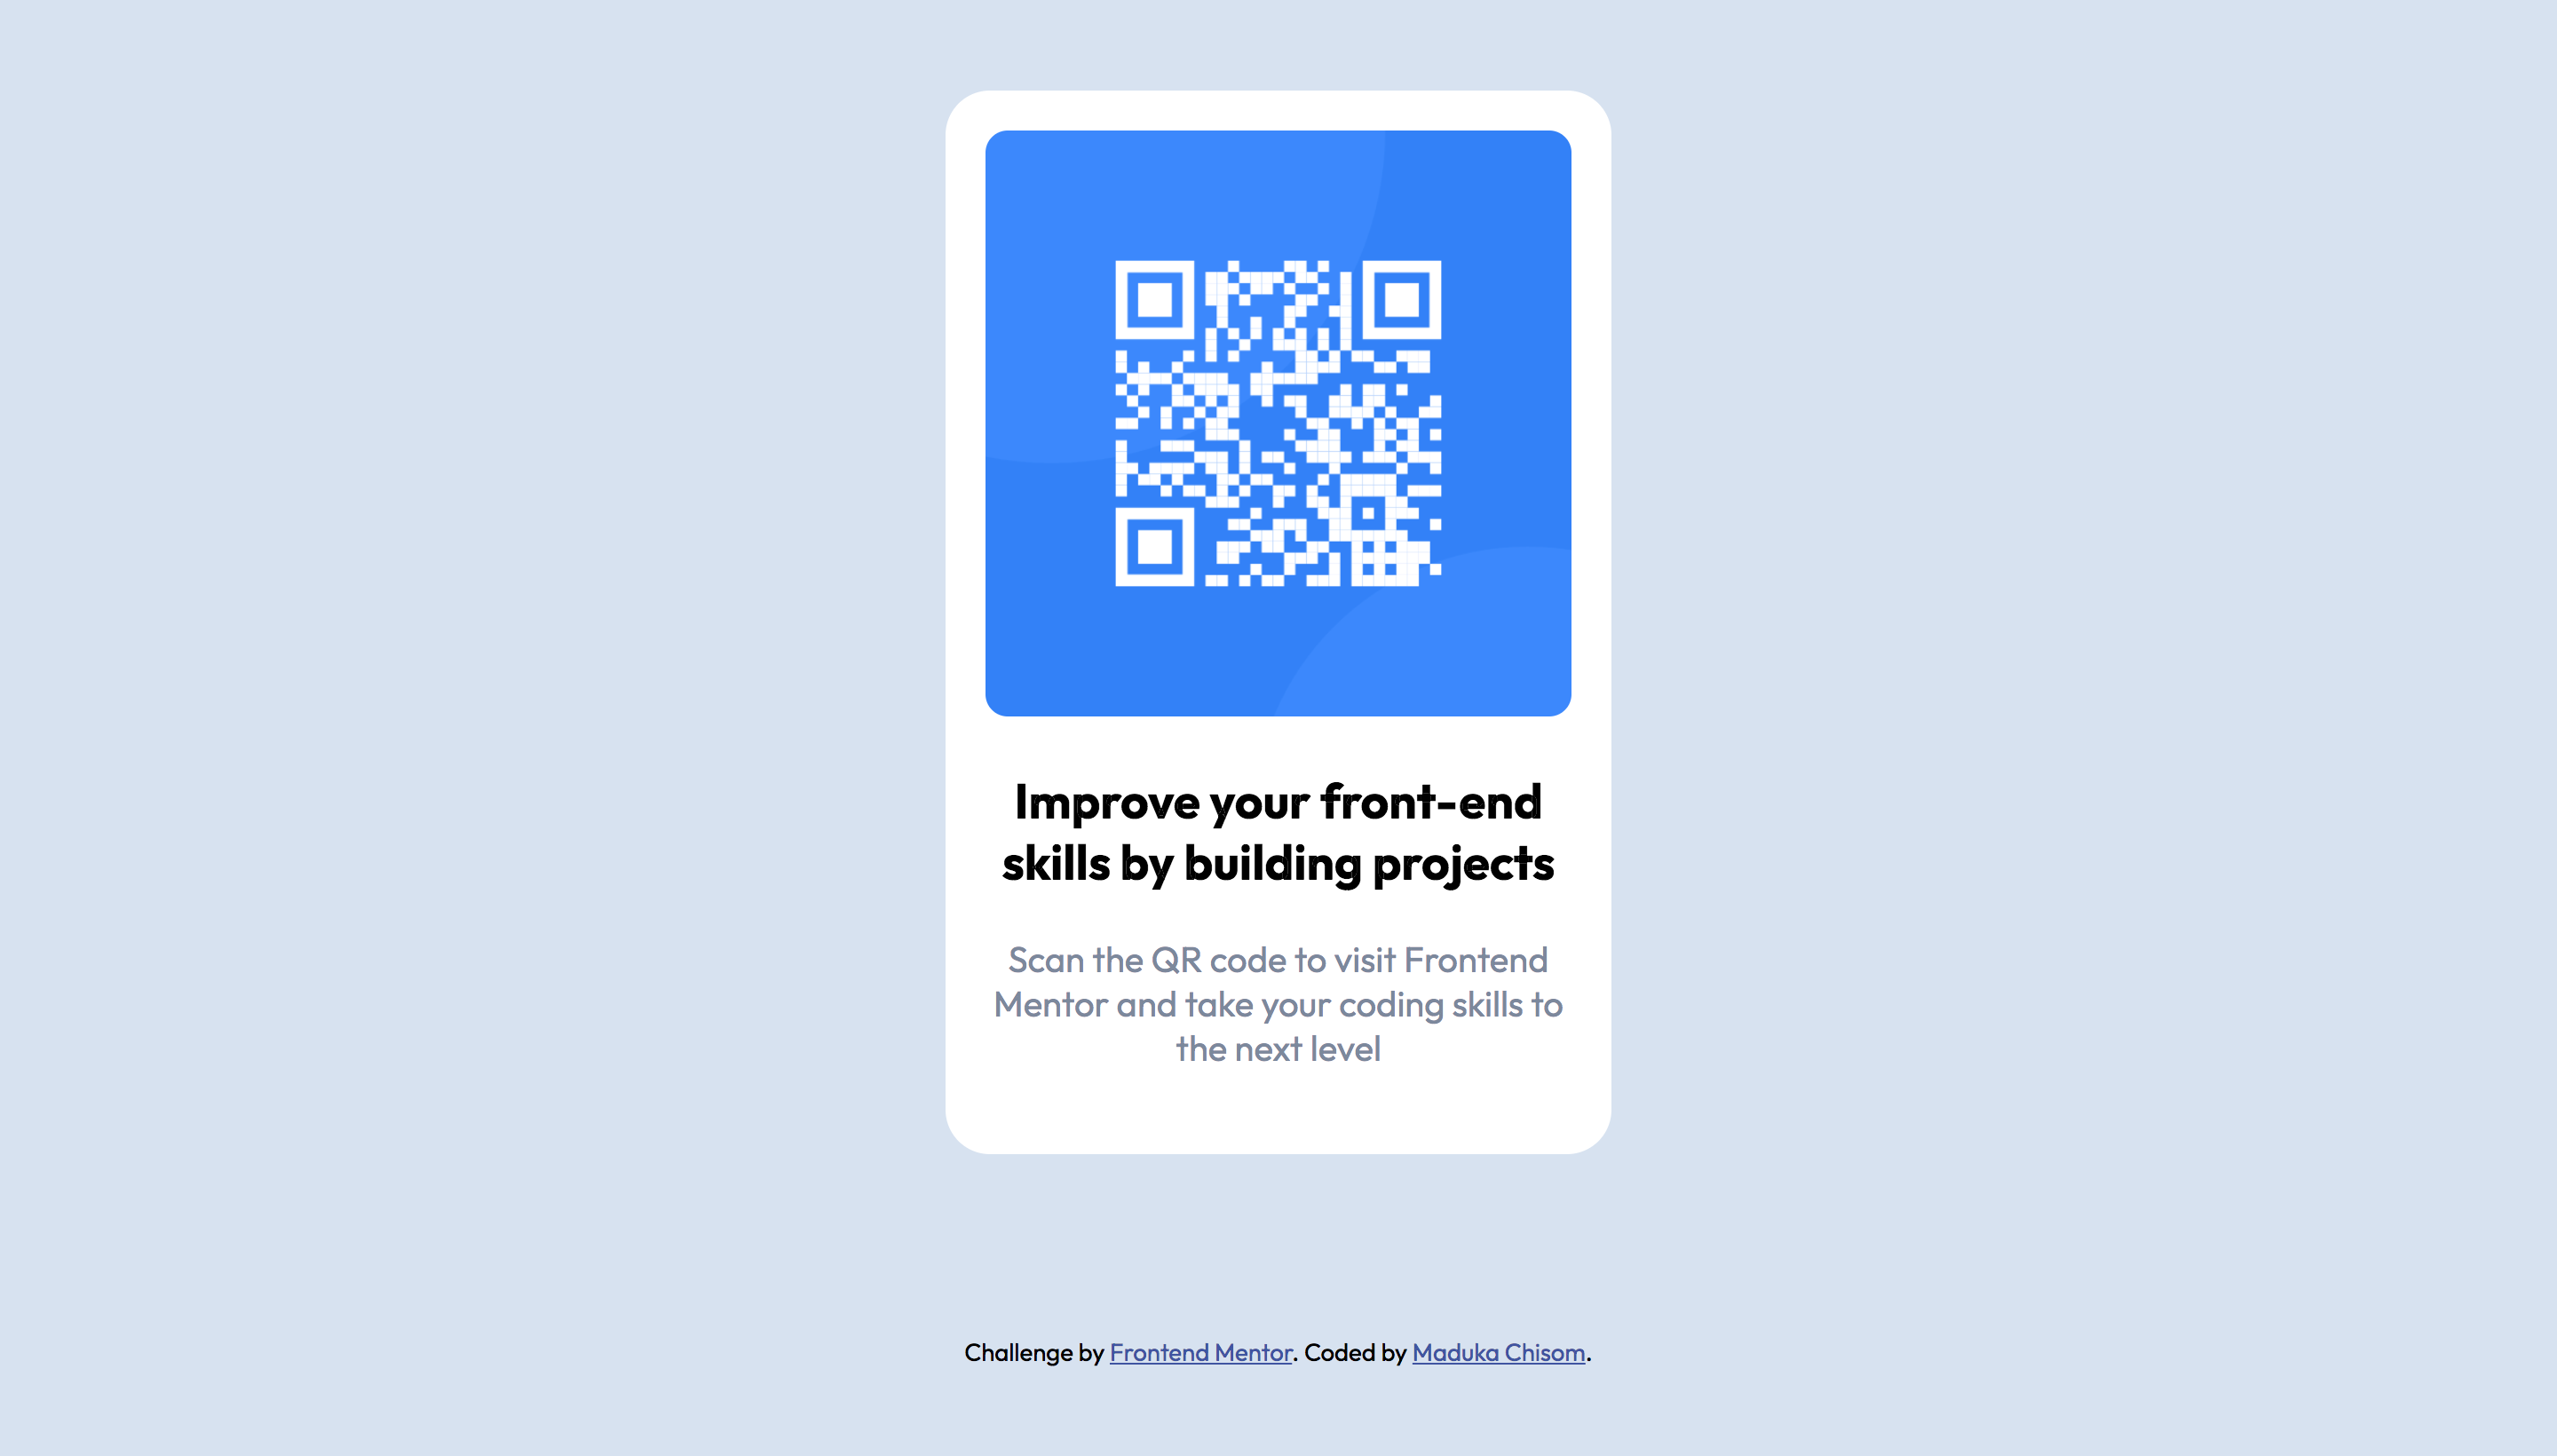 Improve your front-end
skills by building projects
Scan the QR code to visit Frontend
Mentor and take your coding skills to
the next level
Challenge by Frontend Mentor. Coded by Maduka Chisom.